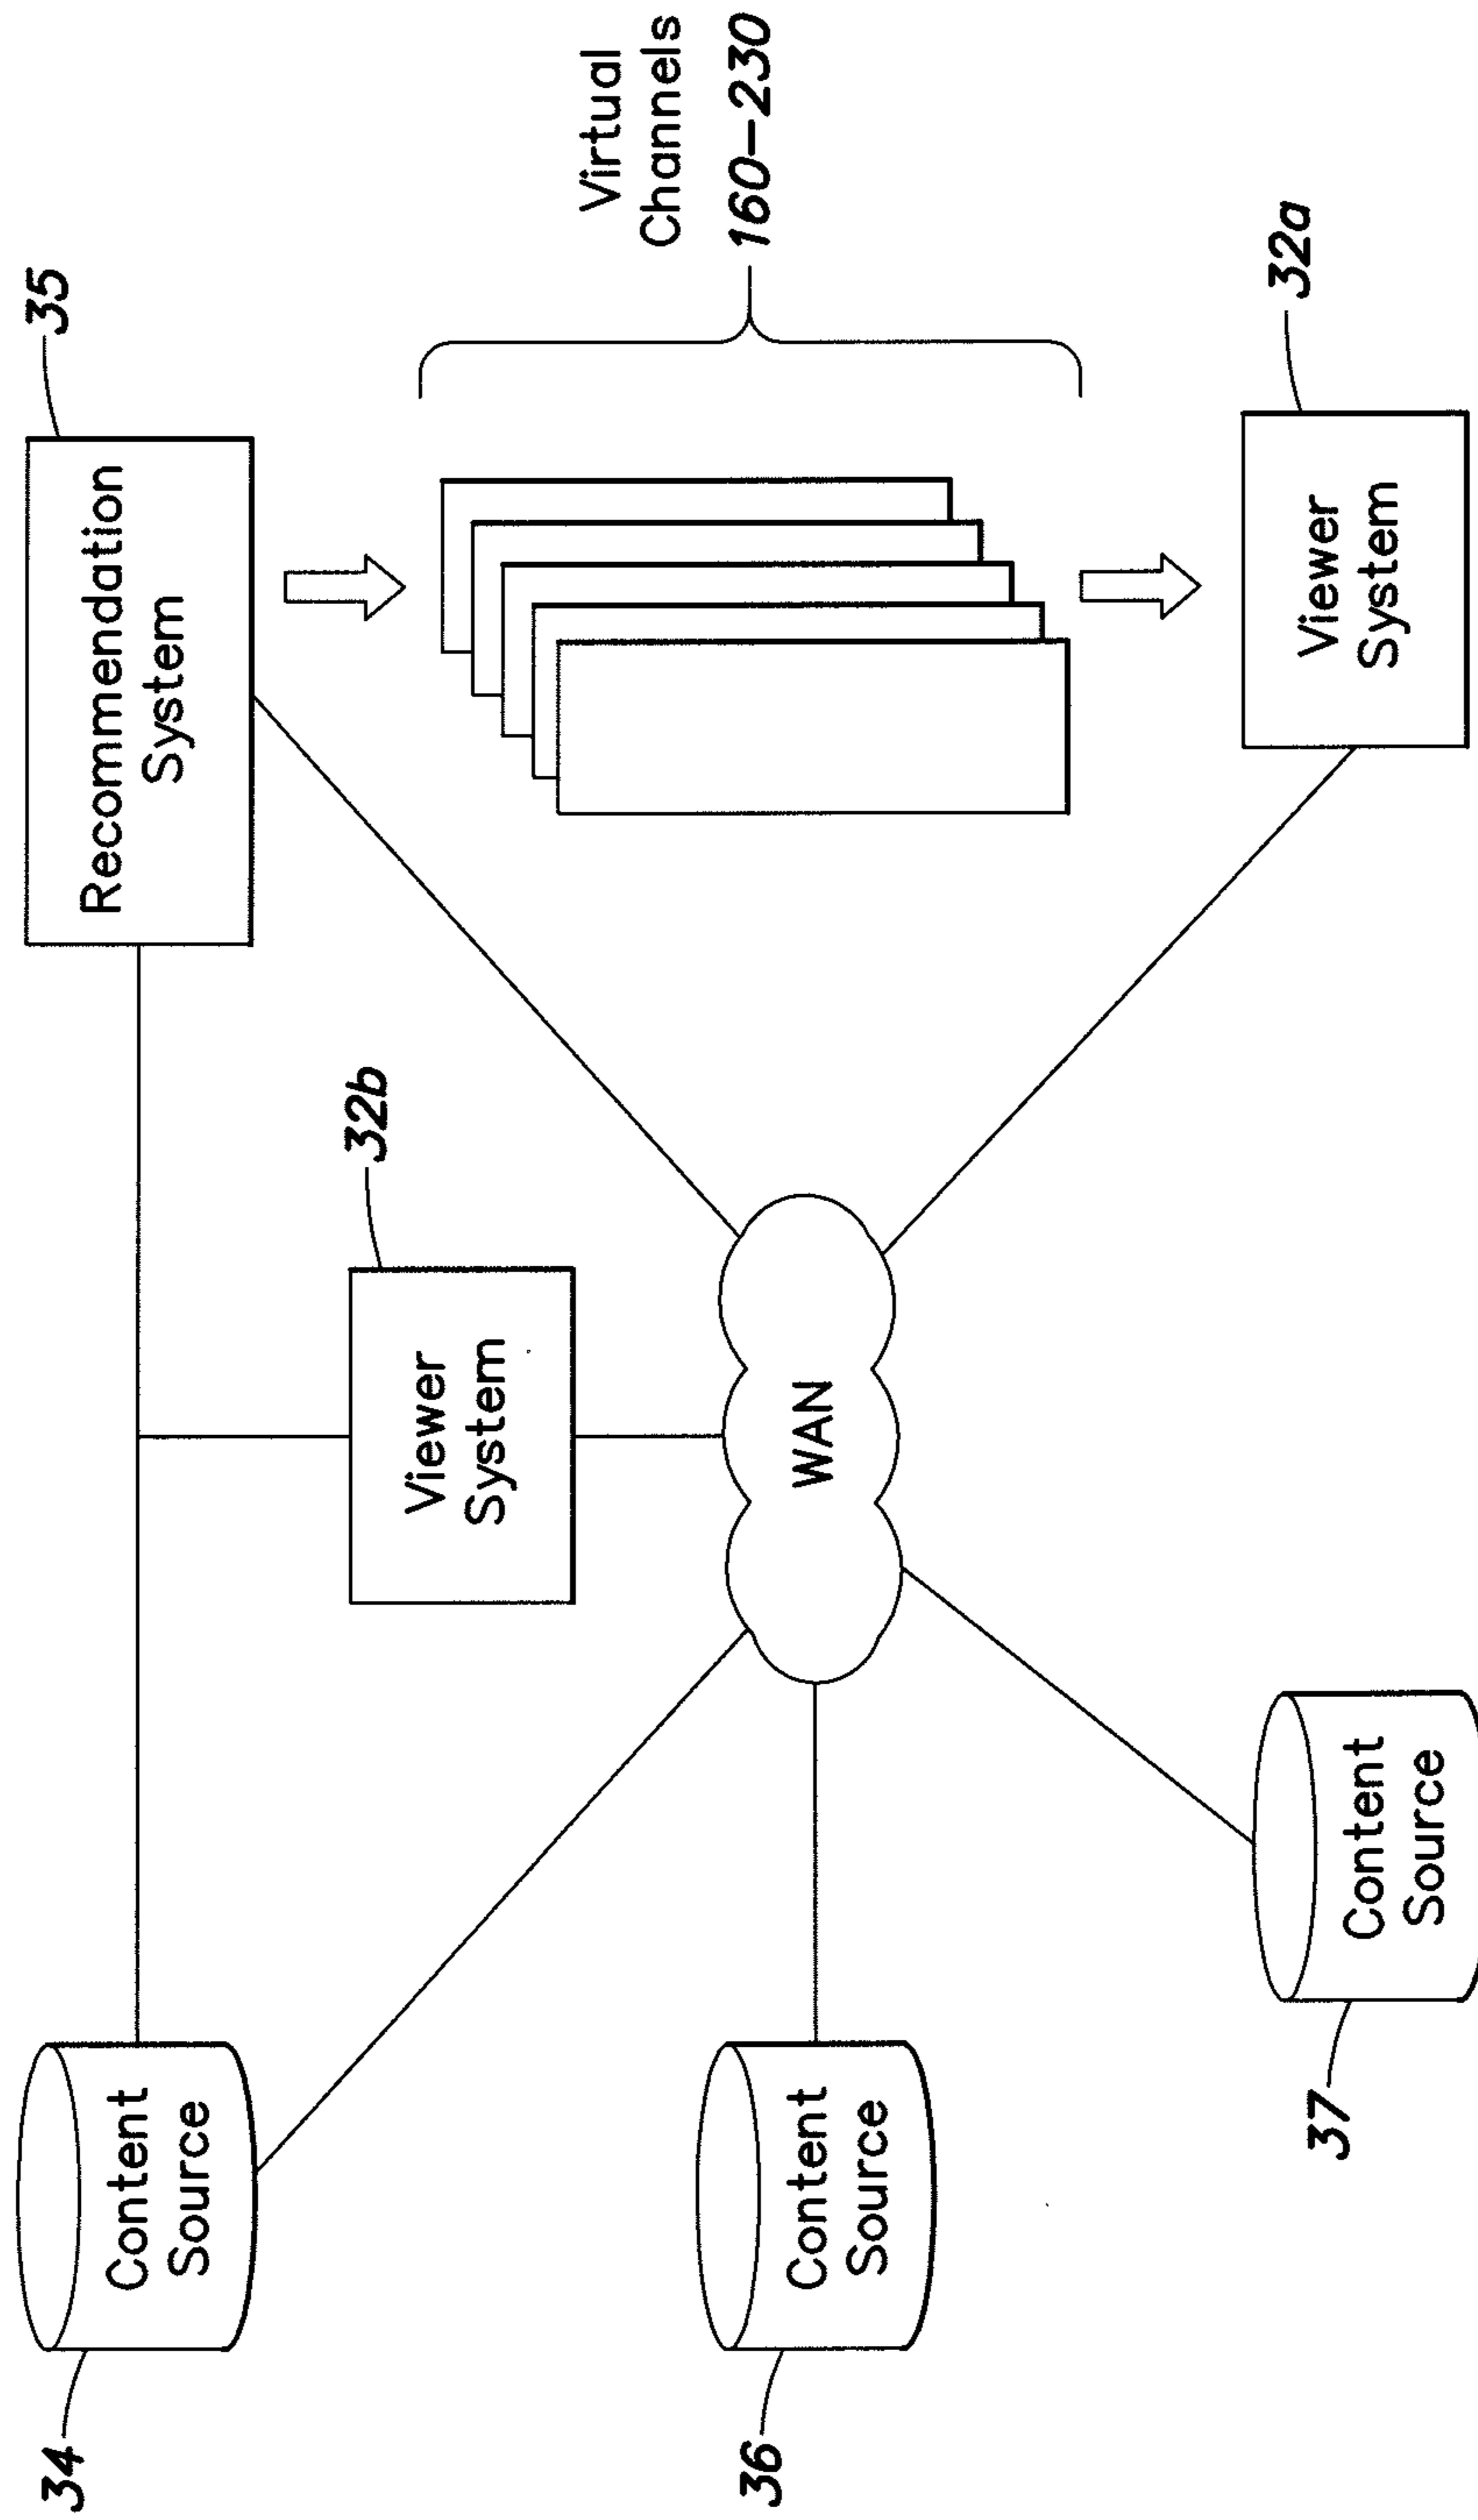 34
Content
Source
35
Recommendation
System
32b
Viewer
System
Virtual
Channels
160-230
WAN
36
Content
Source
37
Content
Source
32a
Viewer
System